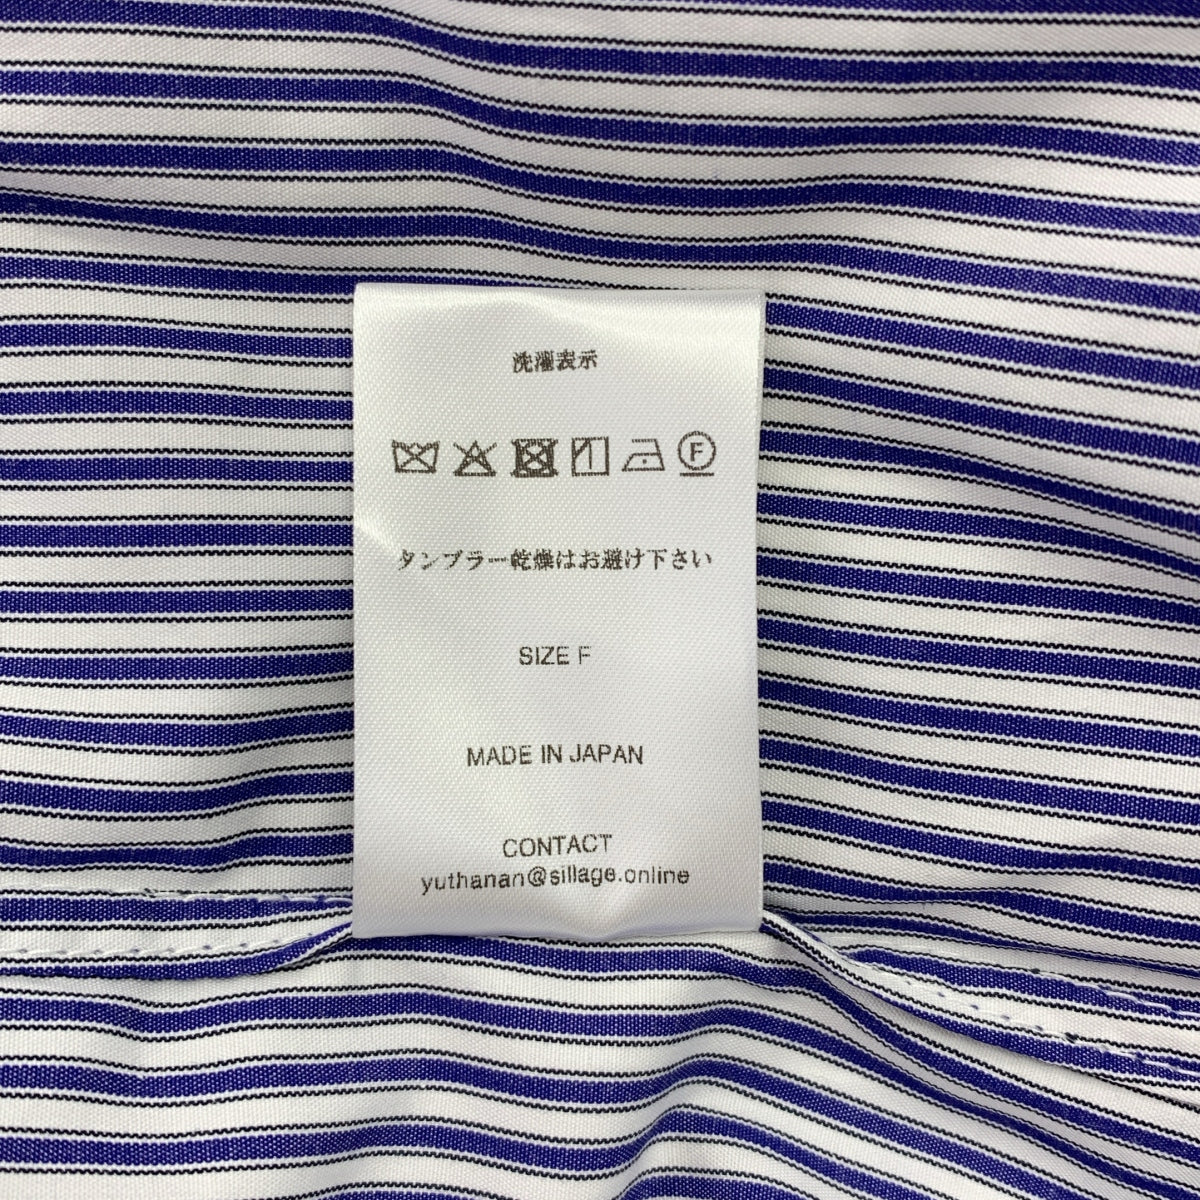 洗濯表示
F
タンブラー乾燥はお避け下さい
SIZE F
MADE IN JAPAN
CONTACT
yuthanan@sillage.online